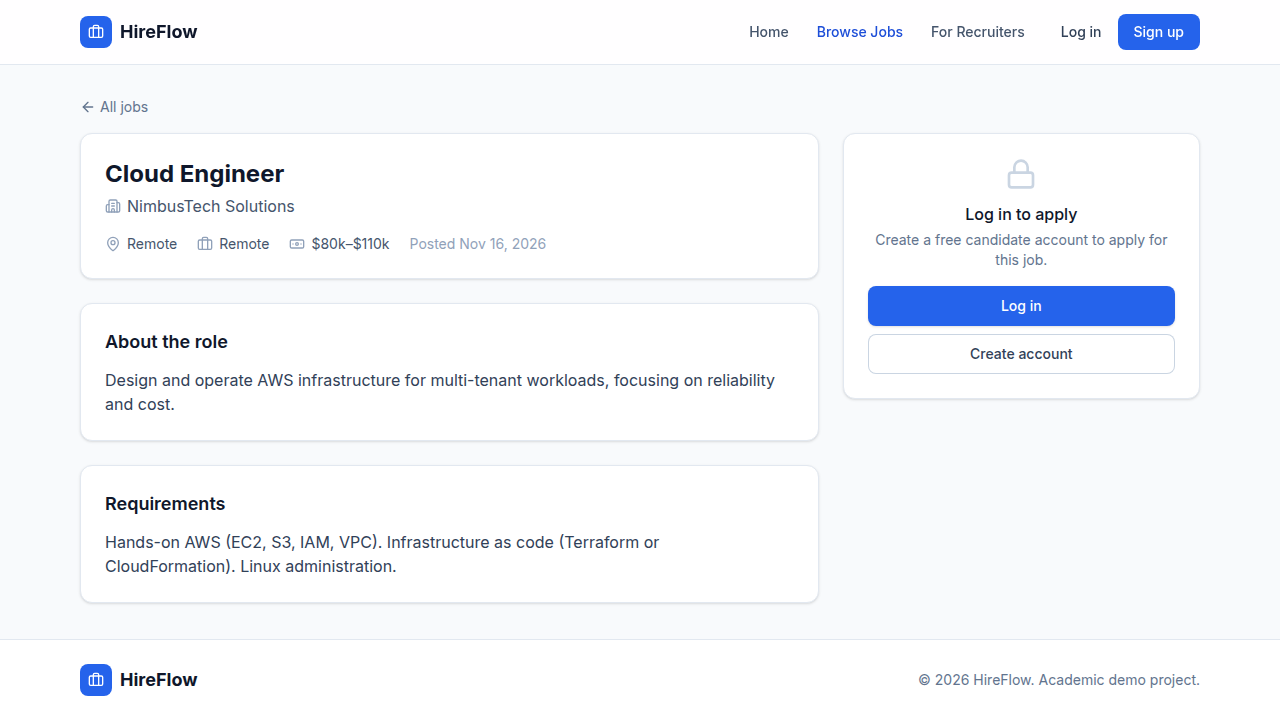 HireFlow
Home
Browse Jobs
For Recruiters
Log in
Sign up
All jobs
Cloud Engineer
NimbusTech Solutions
Remote
Remote
$80k–$110k
Posted Nov 16, 2026
About the role
Design and operate AWS infrastructure for multi-tenant workloads, focusing on reliability
and cost.
Requirements
Hands-on AWS (EC2, S3, IAM, VPC). Infrastructure as code (Terraform or
CloudFormation). Linux administration.
Log in to apply
Create a free candidate account to apply for
this job.
Log in
Create account
HireFlow
© 2026 HireFlow. Academic demo project.